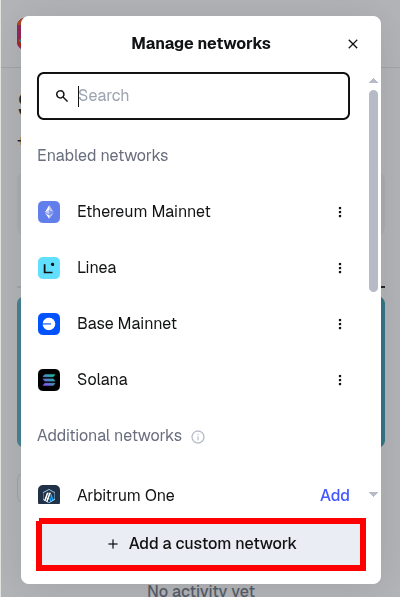 Manage networks
Search
Enabled networks
Ethereum Mainnet
Linea
Base Mainnet
Solana
Additional networks
Arbitrum One Add
+ Add a custom network
No activity yet